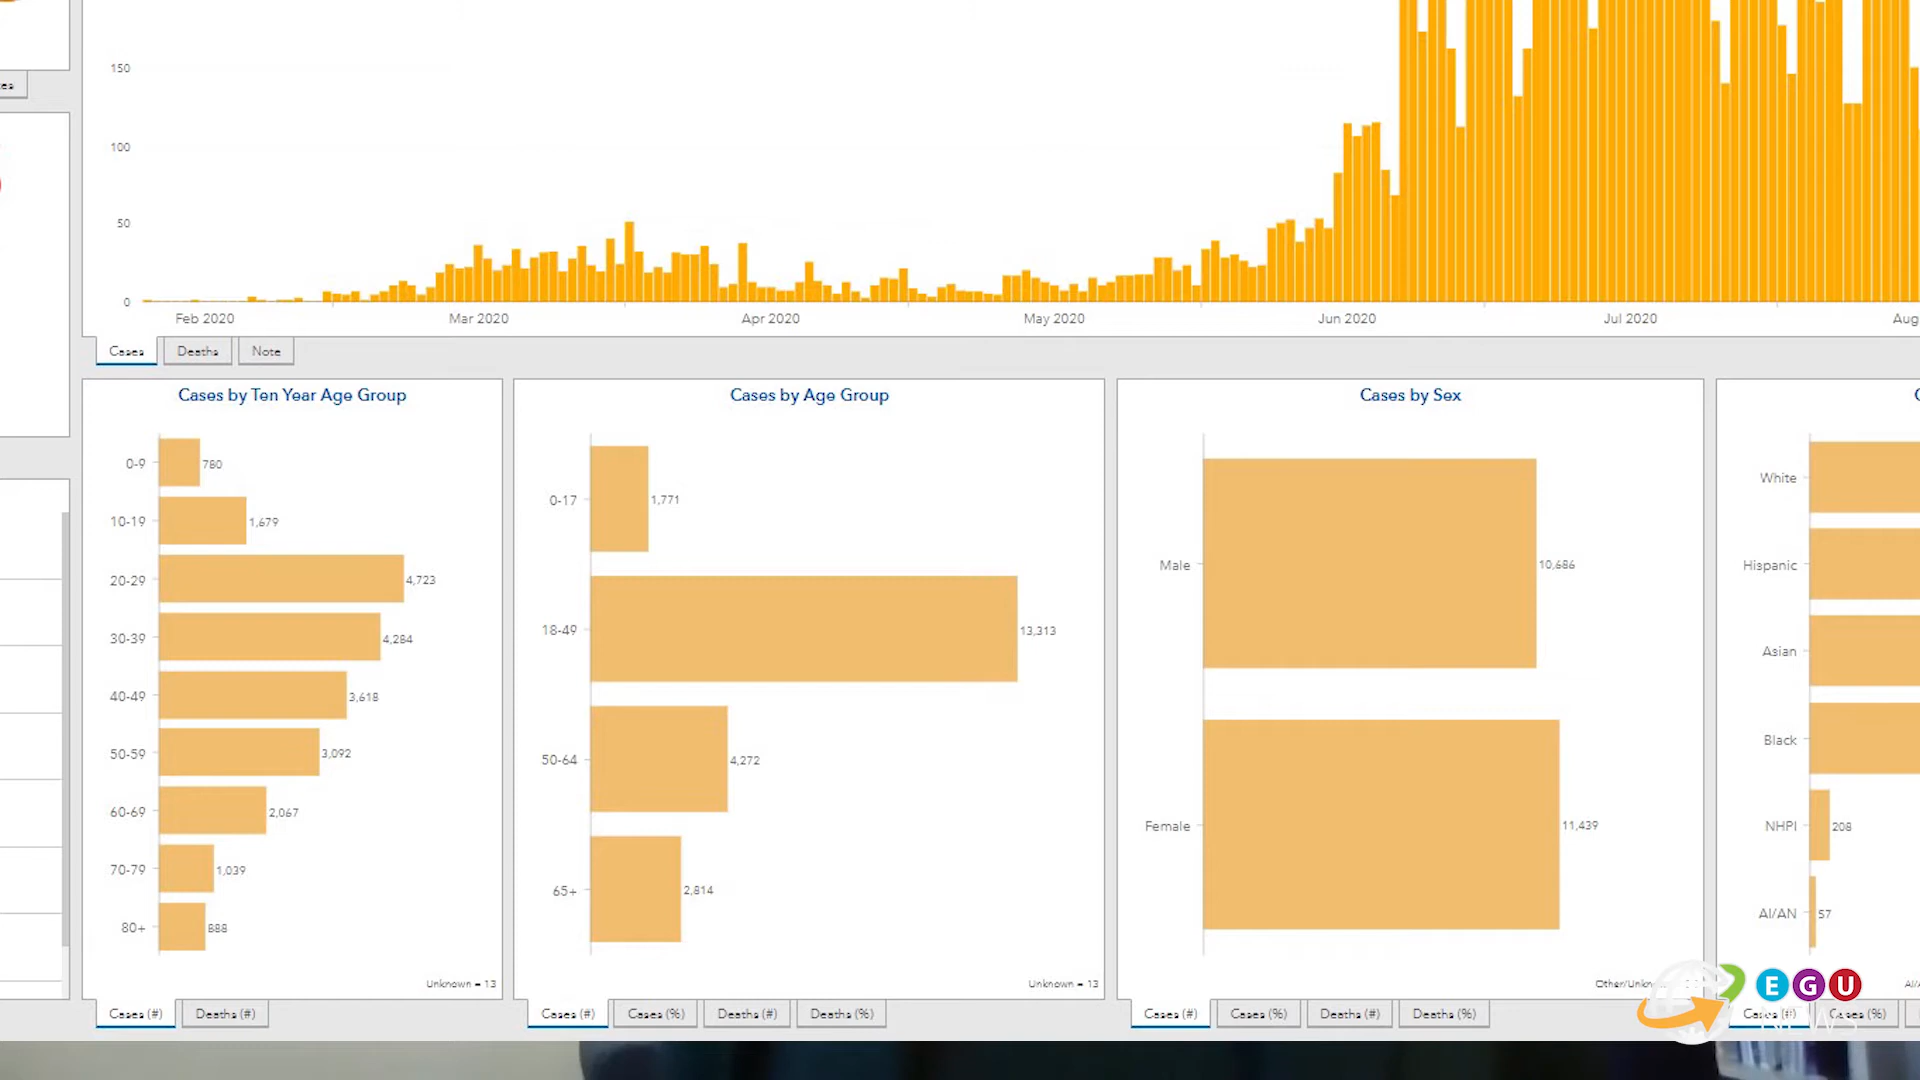 150
100
50
0
Feb 2020
Mar 2020
Apr 2020
May 2020
Jun 2020
Jul 2020
Aug
Cases
Deaths
Note
Cases by Ten Year Age Group
0-9
780
10-19
1,679
20-29
4,723
30-39
4,284
40-49
3,618
50-59
3,092
60-69
2,067
70-79
1,039
80+
888
Unknown = 13
Cases (#)
Deaths (#)
Cases by Age Group
0-17
1,771
18-49
13,313
50-64
4,272
65+
2,814
Unknown = 13
Cases (#)
Cases (%)
Deaths (#)
Deaths (%)
Cases by Sex
Male
10,686
Female
11,439
Cases (#)
Cases (%)
Deaths (#)
Deaths (%)
White
Hispanic
Asian
Black
NHPI
208
AI/AN
57
Cases (#)
Cases (%)
EGU
NEWS